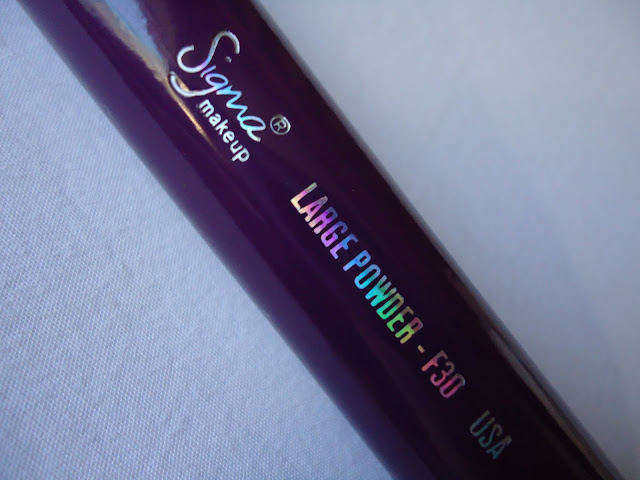 Sigma®
makeup
LARGE POWDER - F30 USA